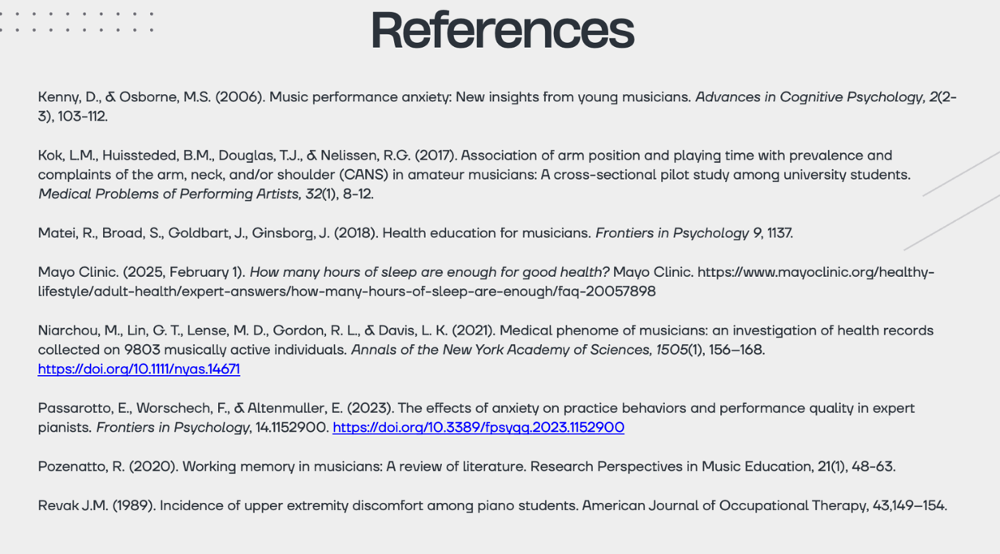 References
Kenny, D., & Osborne, M.S. (2006). Music performance anxiety: New insights from young musicians. Advances in Cognitive Psychology, 2(2-
3), 103-112.
Kok, L.M., Huissteded, B.M., Douglas, T.J., & Nelissen, R.G. (2017). Association of arm position and playing time with prevalence and
complaints of the arm, neck, and/or shoulder (CANS) in amateur musicians: A cross-sectional pilot study among university students.
Medical Problems of Performing Artists, 32(1), 8-12.
Matei, R., Broad, S., Goldbart, J., Ginsborg, J. (2018). Health education for musicians. Frontiers in Psychology 9, 1137.
Mayo Clinic. (2025, February 1). How many hours of sleep are enough for good health? Mayo Clinic. https://www.mayoclinic.org/healthy-
lifestyle/adult-health/expert-answers/how-many-hours-of-sleep-are-enough/faq-20057898
Niarchou, M., Lin, G. T., Lense, M. D., Gordon, R. L., & Davis, L. K. (2021). Medical phenome of musicians: an investigation of health records
collected on 9803 musically active individuals. Annals of the New York Academy of Sciences, 1505(1), 156–168.
https://doi.org/10.1111/nyas.14671
Passarotto, E., Worschech, F., & Altenmuller, E. (2023). The effects of anxiety on practice behaviors and performance quality in expert
pianists. Frontiers in Psychology, 14.1152900. https://doi.org/10.3389/fpsygq.2023.1152900
Pozenatto, R. (2020). Working memory in musicians: A review of literature. Research Perspectives in Music Education, 21(1), 48-63.
Revak J.M. (1989). Incidence of upper extremity discomfort among piano students. American Journal of Occupational Therapy, 43,149–154.